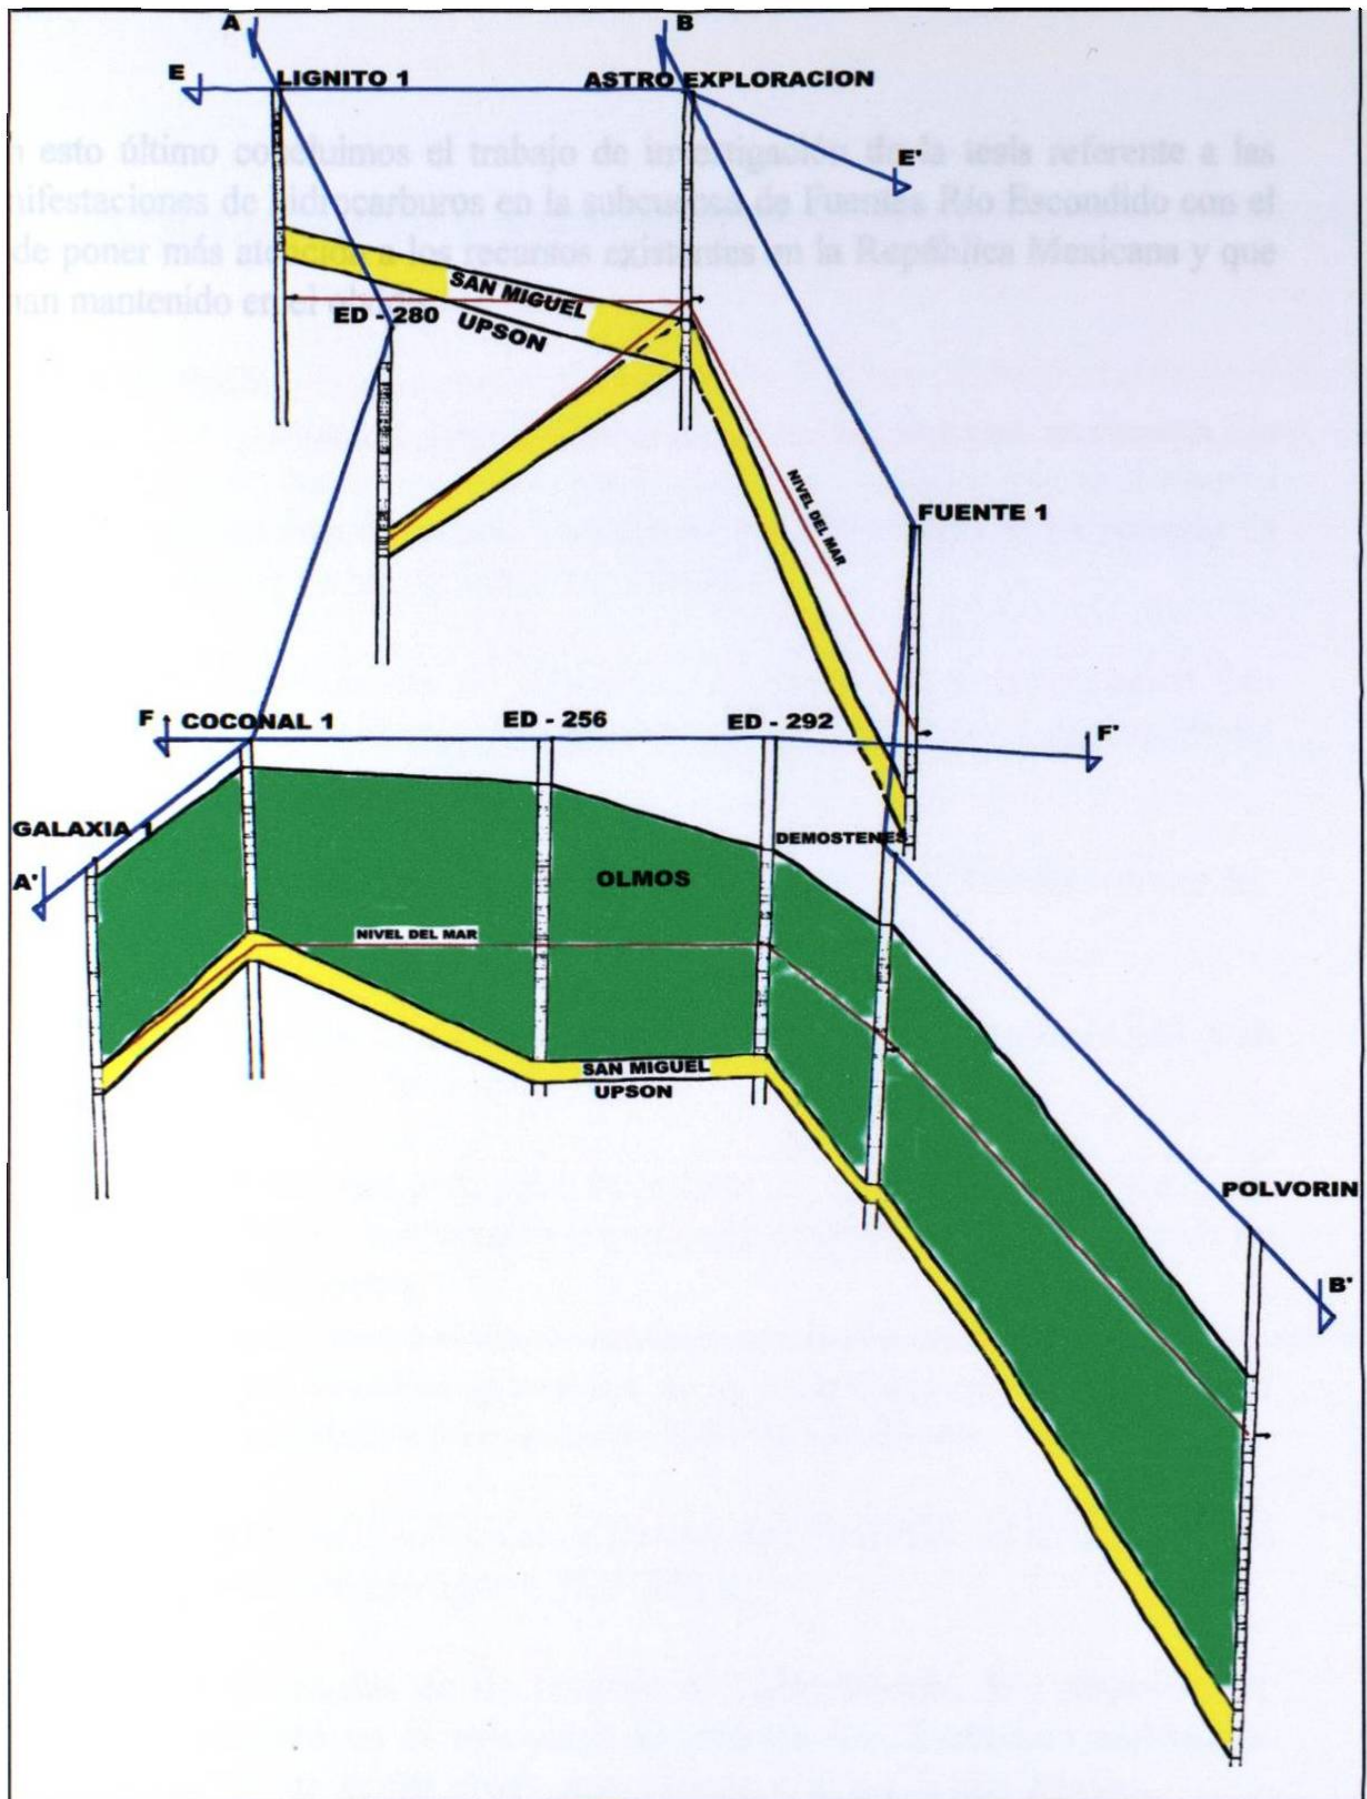 A
B
E
LIGNITO 1
ASTRO EXPLORACION
esto último concluimos el trabajo de investigación de la tesis referente a las
E'
de hidrocarburos en la subcuenca de Fuentes Río Escondido con el
de poner más atención a los recursos existentes en la República Mexicana y que
han mantenido en el
SAN MIGUEL
ED - 280
UPSON
NIVEL DEL MAR
FUENTE 1
F
COCONAL 1
ED - 256
ED - 292
F'
GALAXIA 1
DEMOSTENES
A'
OLMOS
NIVEL DEL MAR
SAN MIGUEL
UPSON
POLVORIN
B'